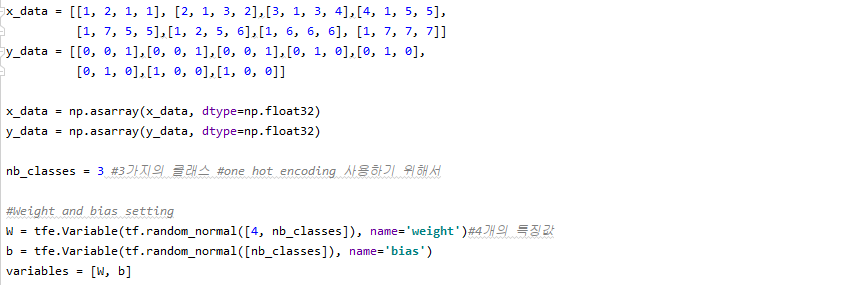 x_data = [[1, 2, 1, 1], [2, 1, 3, 2],[3, 1, 3, 4],[4, 1, 5, 5],
[1, 7, 5, 5],[1, 2, 5, 6],[1, 6, 6, 6], [1, 7, 7, 7]]
y_data = [[0, 0, 1],[0, 0, 1],[0, 0, 1],[0, 1, 0],[0, 1, 0],
[0, 1, 0],[1, 0, 0],[1, 0, 0]]
x_data = np.asarray(x_data, dtype=np.float32)
y_data = np.asarray(y_data, dtype=np.float32)
nb_classes = 3 #3가지의 클래스 #one hot encoding 사용하기 위해서
#Weight and bias setting
W = tfe.Variable(tf.random_normal([4, nb_classes]), name='weight')#4개의 특징값
b = tfe.Variable(tf.random_normal([nb_classes]), name='bias')
variables = [W, b]